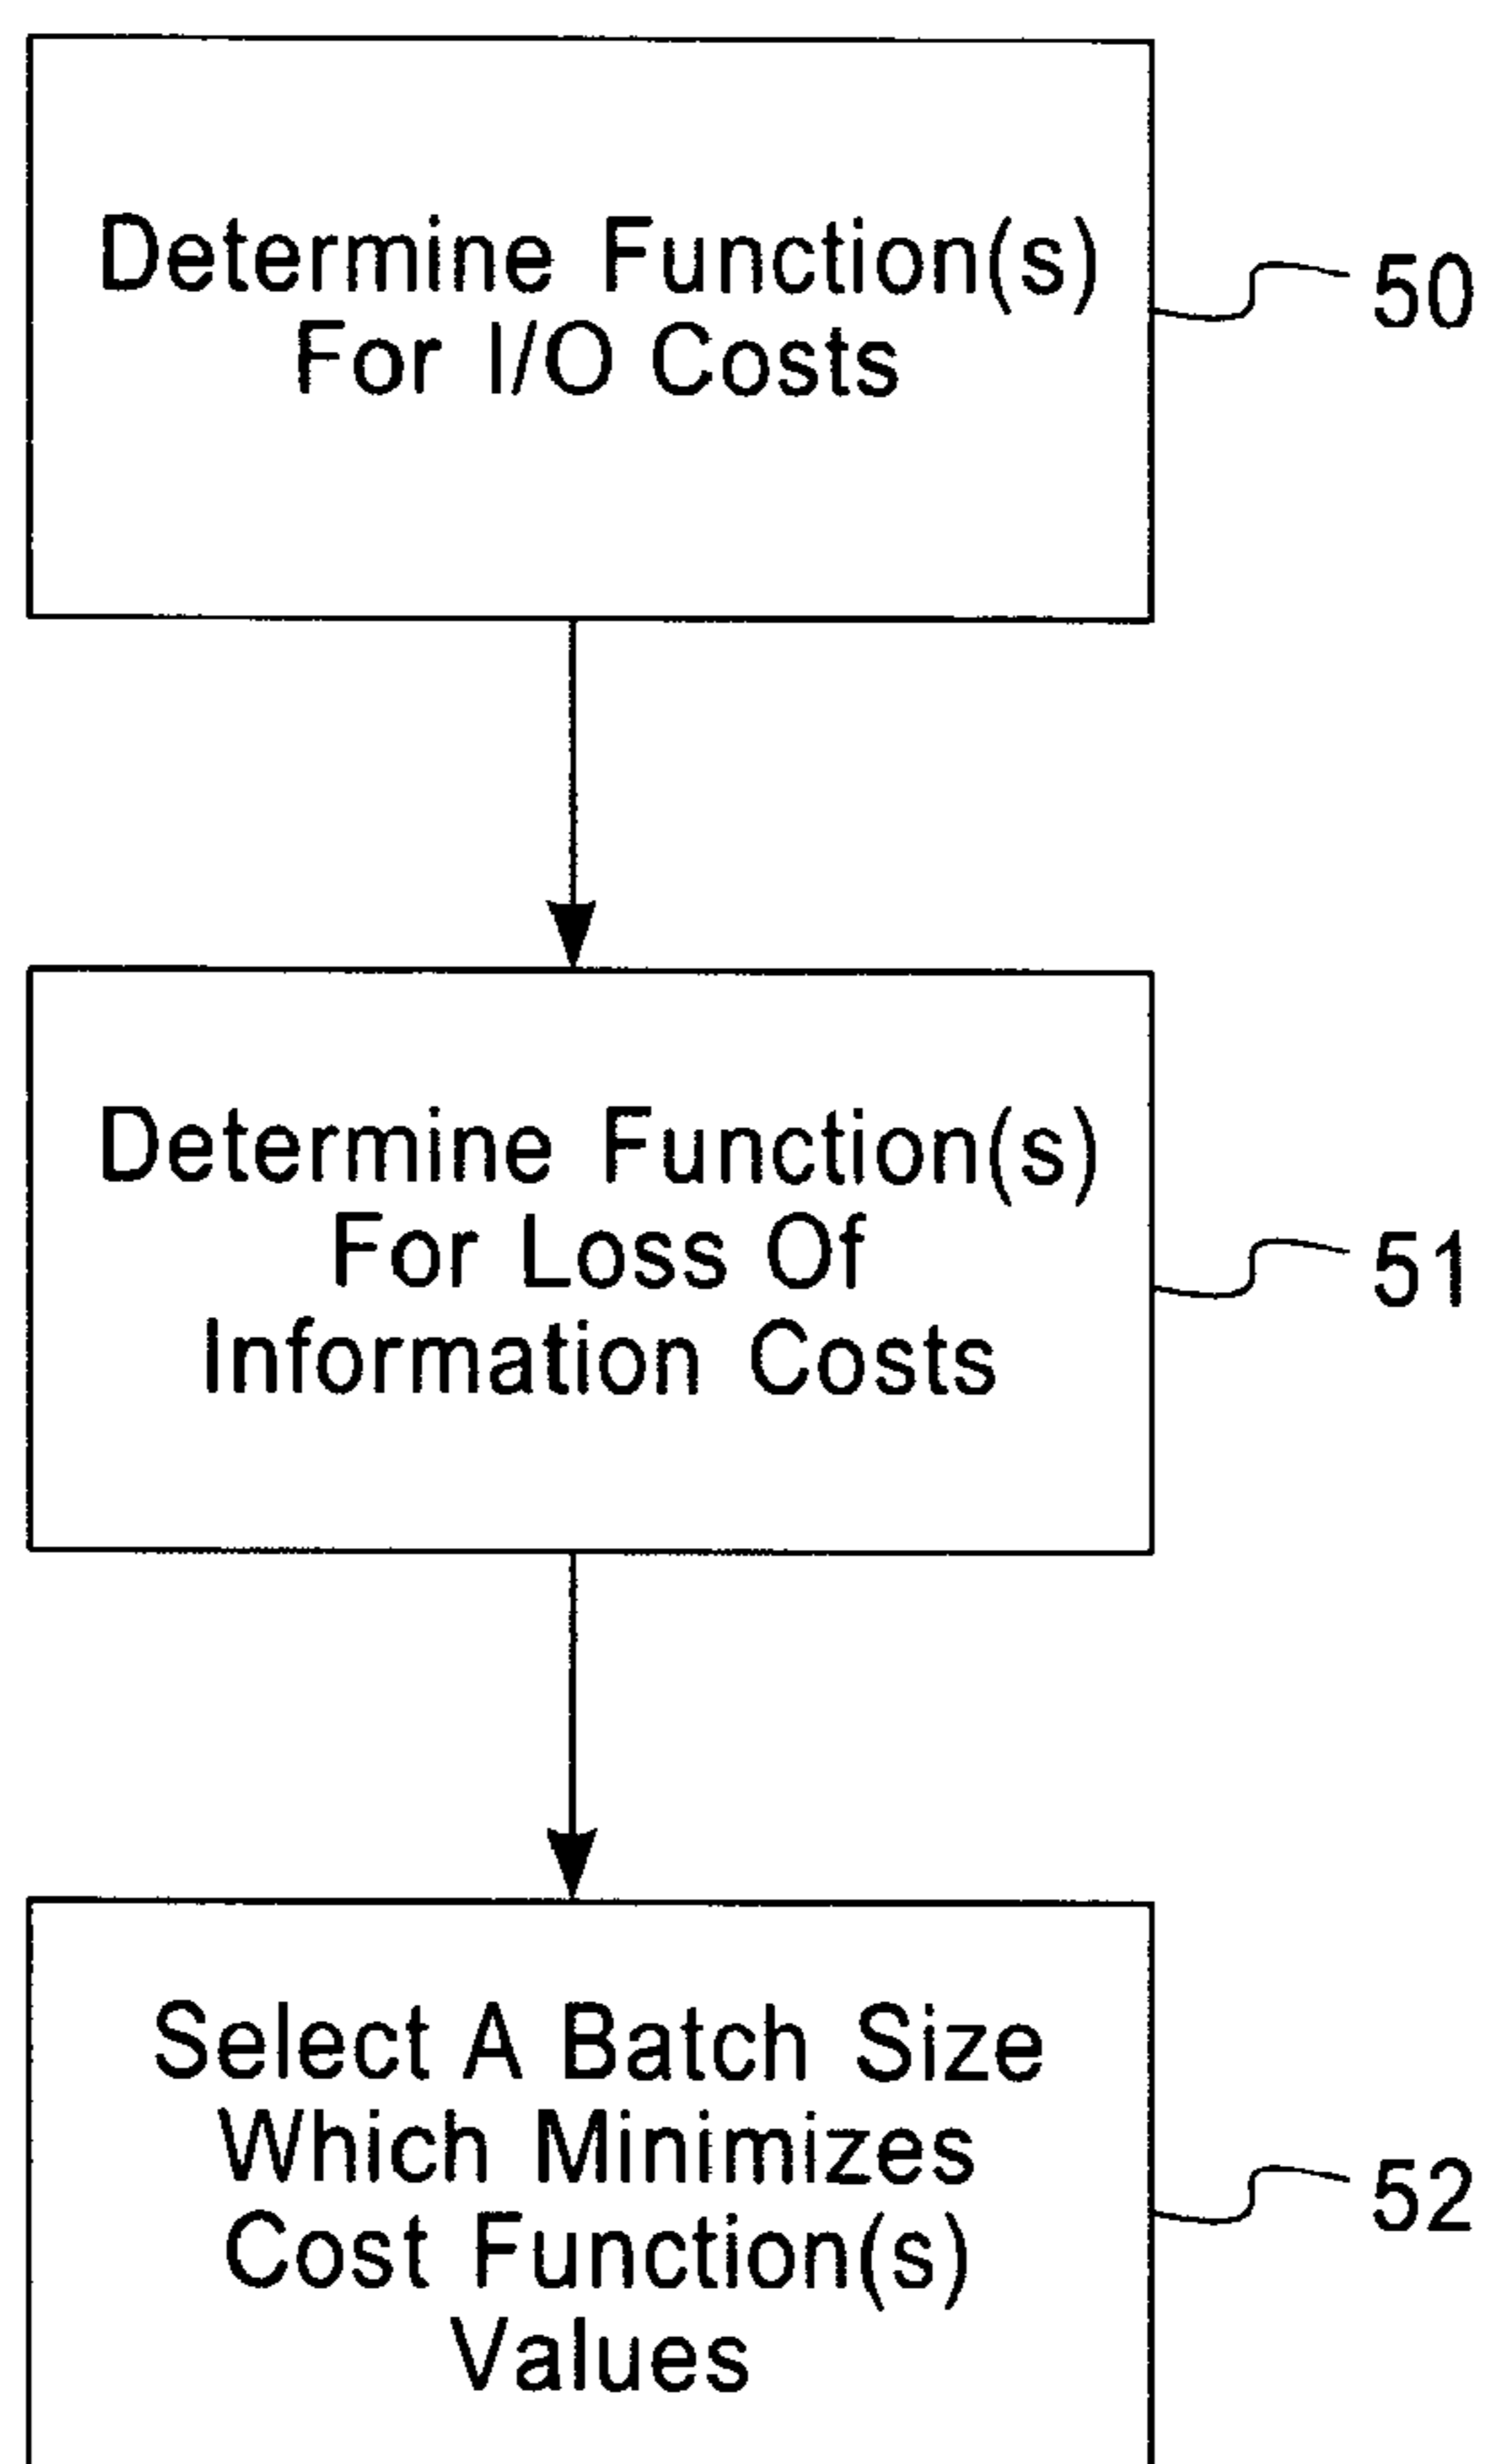 Determine Function(s)
For I/O Costs
50
Determine Function(s)
For Loss Of
Information Costs
51
Select A Batch Size
Which Minimizes
Cost Function(s)
Values
52